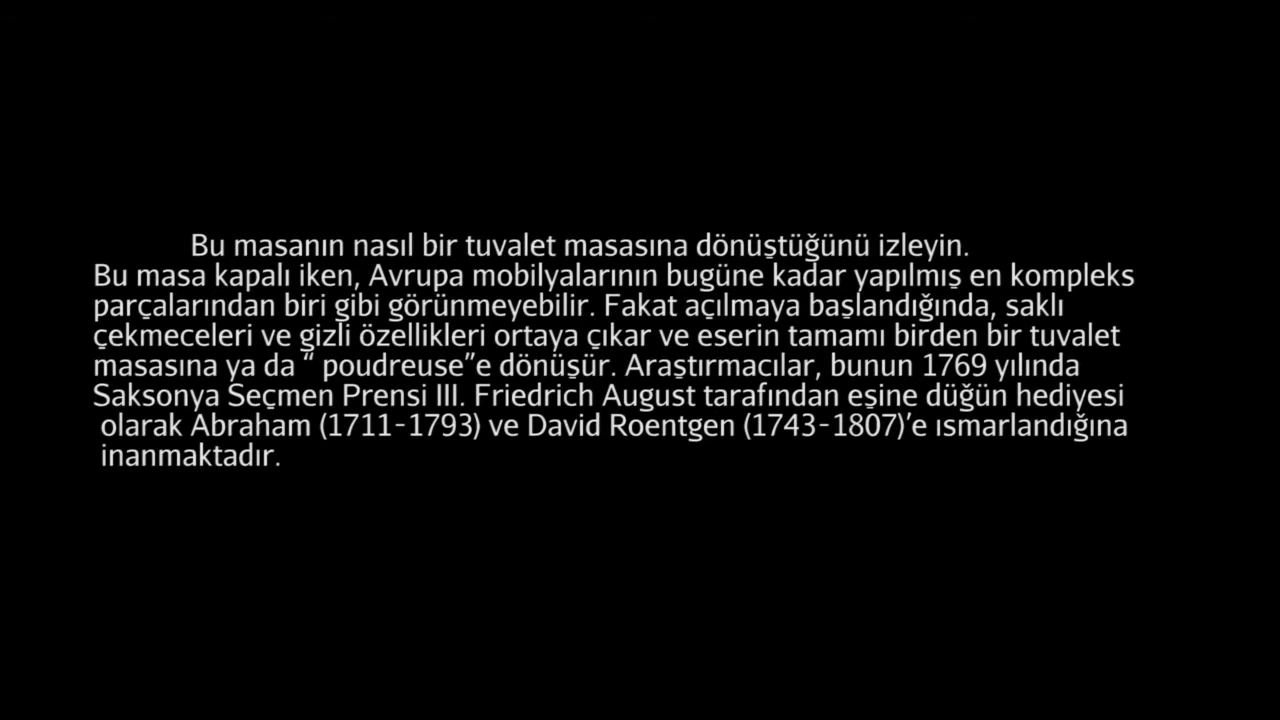 Bu masanın nasıl bir tuvalet masasına dönüştüğünü izleyin.
Bu masa kapalı iken, Avrupa mobilyalarının bugüne kadar yapılmış en kompleks
parçalarından biri gibi görünmeyebilir. Fakat açılmaya başlandığında, saklı
çekmeceleri ve gizli özellikleri ortaya çıkar ve eserin tamamı birden bir tuvalet
masasına ya da “ poudreuse”e dönüşür. Araştırmacılar, bunun 1769 yılında
Saksonya Seçmen Prensi III. Friedrich August tarafından eşine düğün hediyesi
olarak Abraham (1711-1793) ve David Roentgen (1743-1807)’e ısmarlandığına
inanmaktadır.